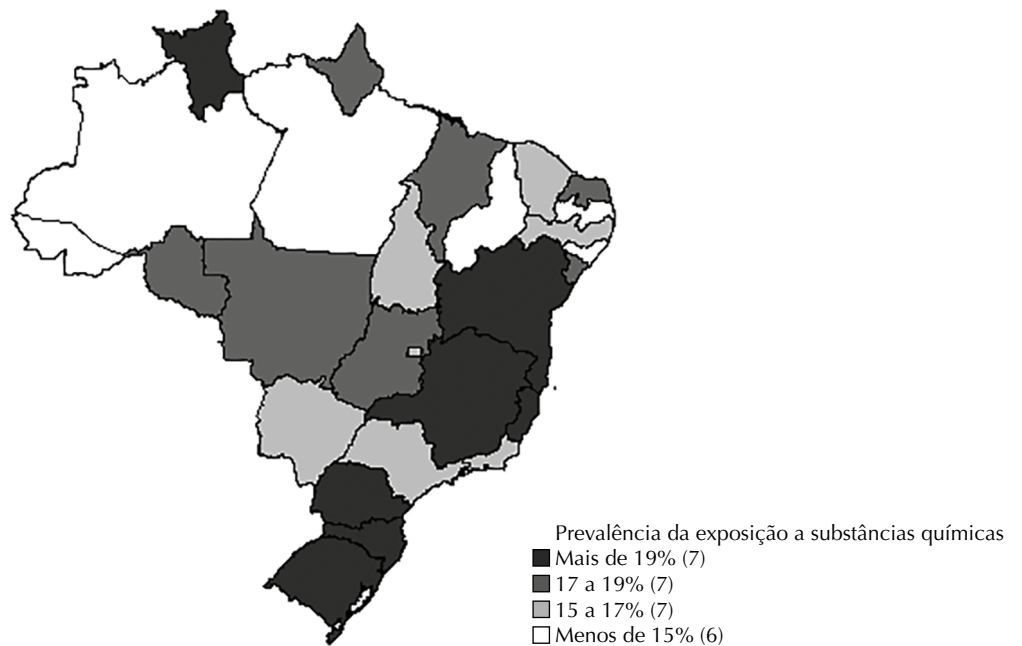 Prevalência da exposição a substâncias químicas
Mais de 19% (7)
17 a 19% (7)
15 a 17% (7)
Menos de 15% (6)